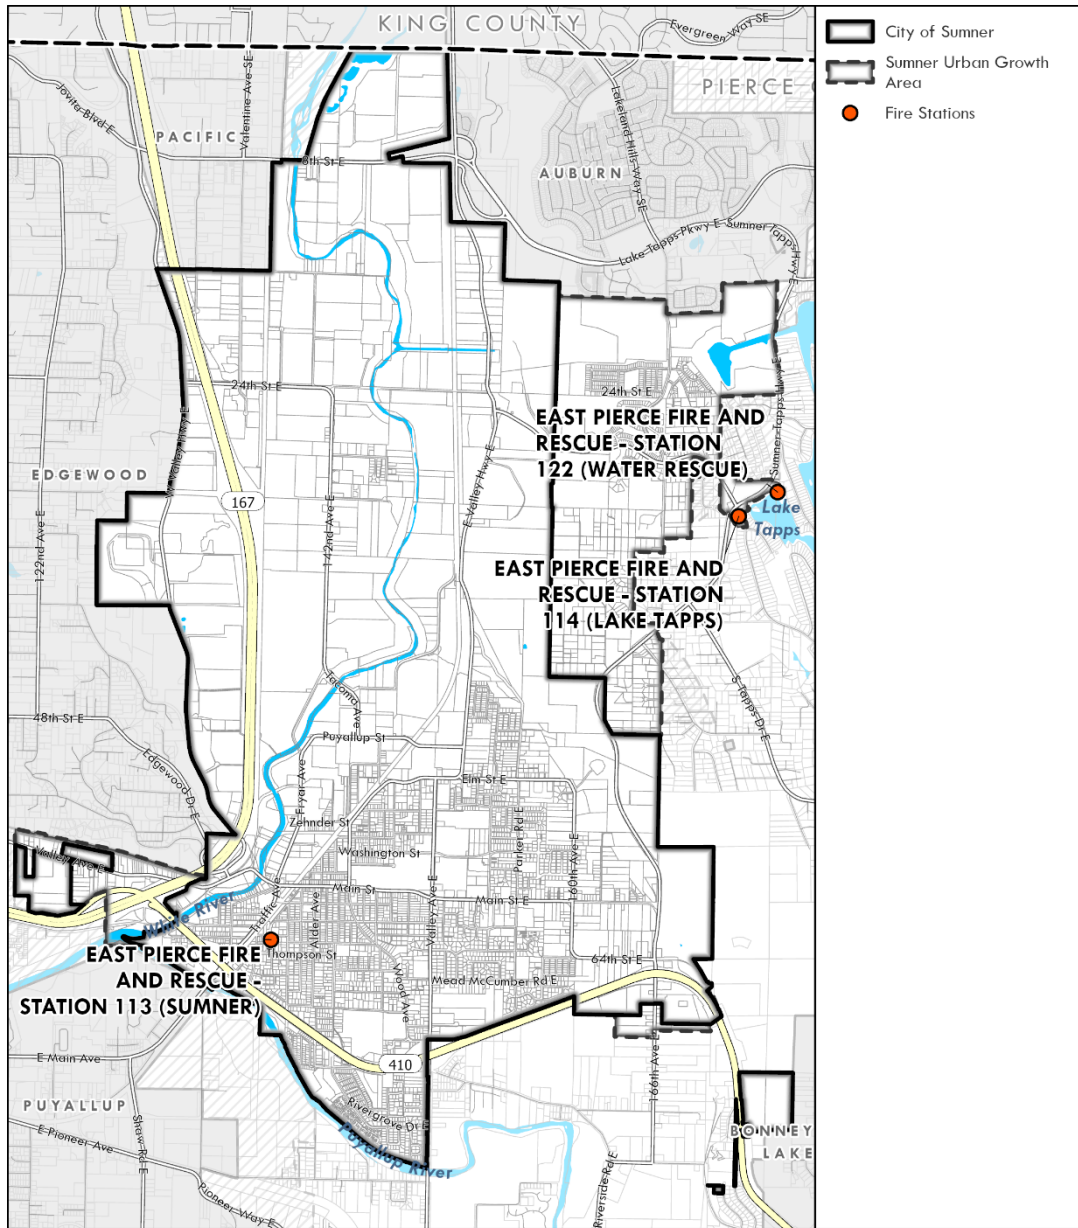 KING COUNTY
Evergreen Way SE
City of Sumner
Sumner Urban Growth
Area
Fire Stations
PIERCE
Jovita Blvd E
Valentine Ave SE
PACIFIC
Lakeland Hills Way SE
8th St E
AUBURN
Lake Tapps Pkwy E
Sumner Tapps Hwy E
W Valley Hwy E
24th St E
24th St E
Sumner-Tapps Hwy E
EAST PIERCE FIRE AND
RESCUE - STATION
122 (WATER RESCUE)
EDGEWOOD
167
E Valley Hwy E
142nd Ave E
122nd Ave E
Lake
Tapps
EAST PIERCE FIRE AND
RESCUE - STATION
114 (LAKE TAPPS)
Tacoma Ave
S Tapps Dr E
48th St E
Edgewood Dr E
Puyallup St
Elm St E
Fryar Ave
Zehnder St
Washington St
Parker Rd E
160th Ave E
Valley Ave E
Main St
Main St E
Traffic Ave
Alder Ave
Valley Ave E
White River
Thompson St
Wood Ave
64th St E
Mead McCumber Rd E
EAST PIERCE FIRE
AND RESCUE -
STATION 113 (SUMNER)
E Main Ave
410
166th Ave E
PUYALLUP
Rivergrove Dr E
Shaw Rd E
E Pioneer Ave
Puyallup River
BONNEY
LAKE
Pioneer Way E
Riverside Rd E